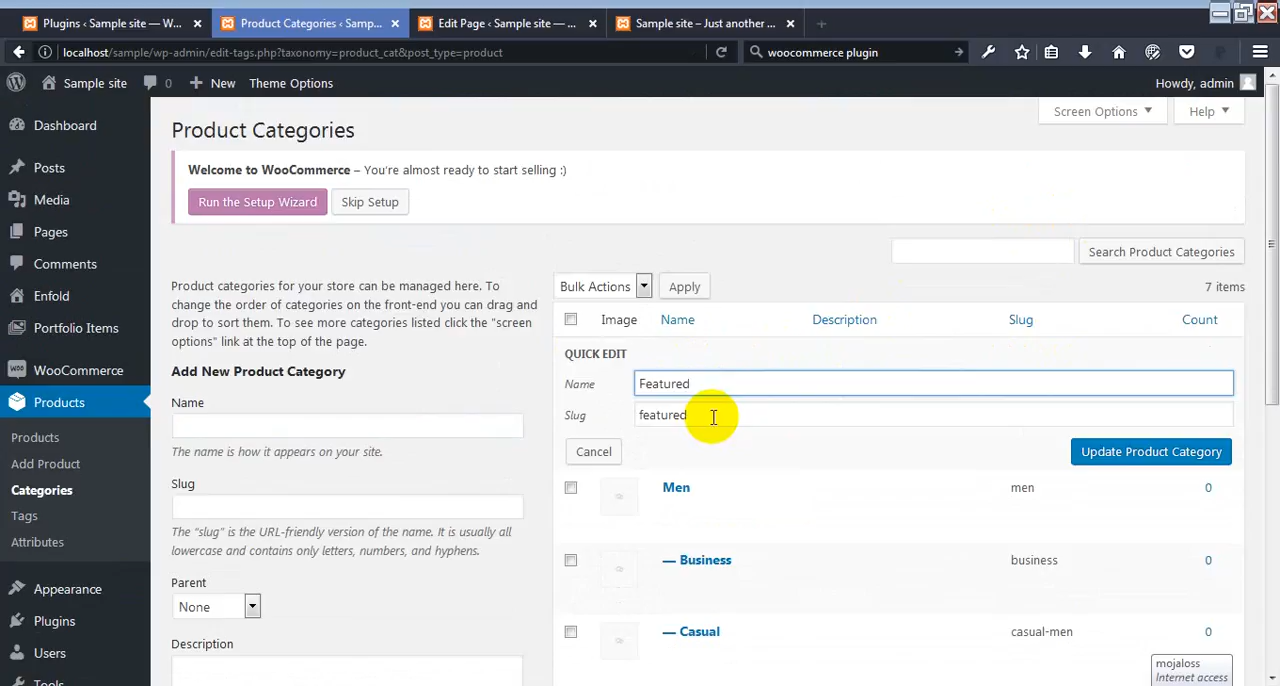 Plugins ‹ Sample site — W...
Product Categories ‹ Samp...
Edit Page ‹ Sample site — ...
Sample site – Just another ...
localhost/sample/wp-admin/edit-tags.php?taxonomy=product_cat&post_type=product
woocommerce plugin
Sample site
0
New
Theme Options
Howdy, admin
Dashboard
Posts
Media
Pages
Comments
Enfold
Portfolio Items
WooCommerce
Products
Products
Add Product
Categories
Tags
Attributes
Appearance
Plugins
Users
Tools
Screen Options
Help
Product Categories
Welcome to WooCommerce – You're almost ready to start selling :)
Run the Setup Wizard
Skip Setup
Search Product Categories
Product categories for your store can be managed here. To
change the order of categories on the front-end you can drag and
drop to sort them. To see more categories listed click the "screen
options" link at the top of the page.
Add New Product Category
Name
The name is how it appears on your site.
Slug
The “slug” is the URL-friendly version of the name. It is usually all
lowercase and contains only letters, numbers, and hyphens.
Parent
None
Description
Bulk Actions
Apply
7 items
Image Name Description Slug Count
QUICK EDIT
Name Featured
Slug featured
Cancel
Update Product Category
Men men 0
— Business business 0
— Casual casual-men 0
mojaloss
Internet access